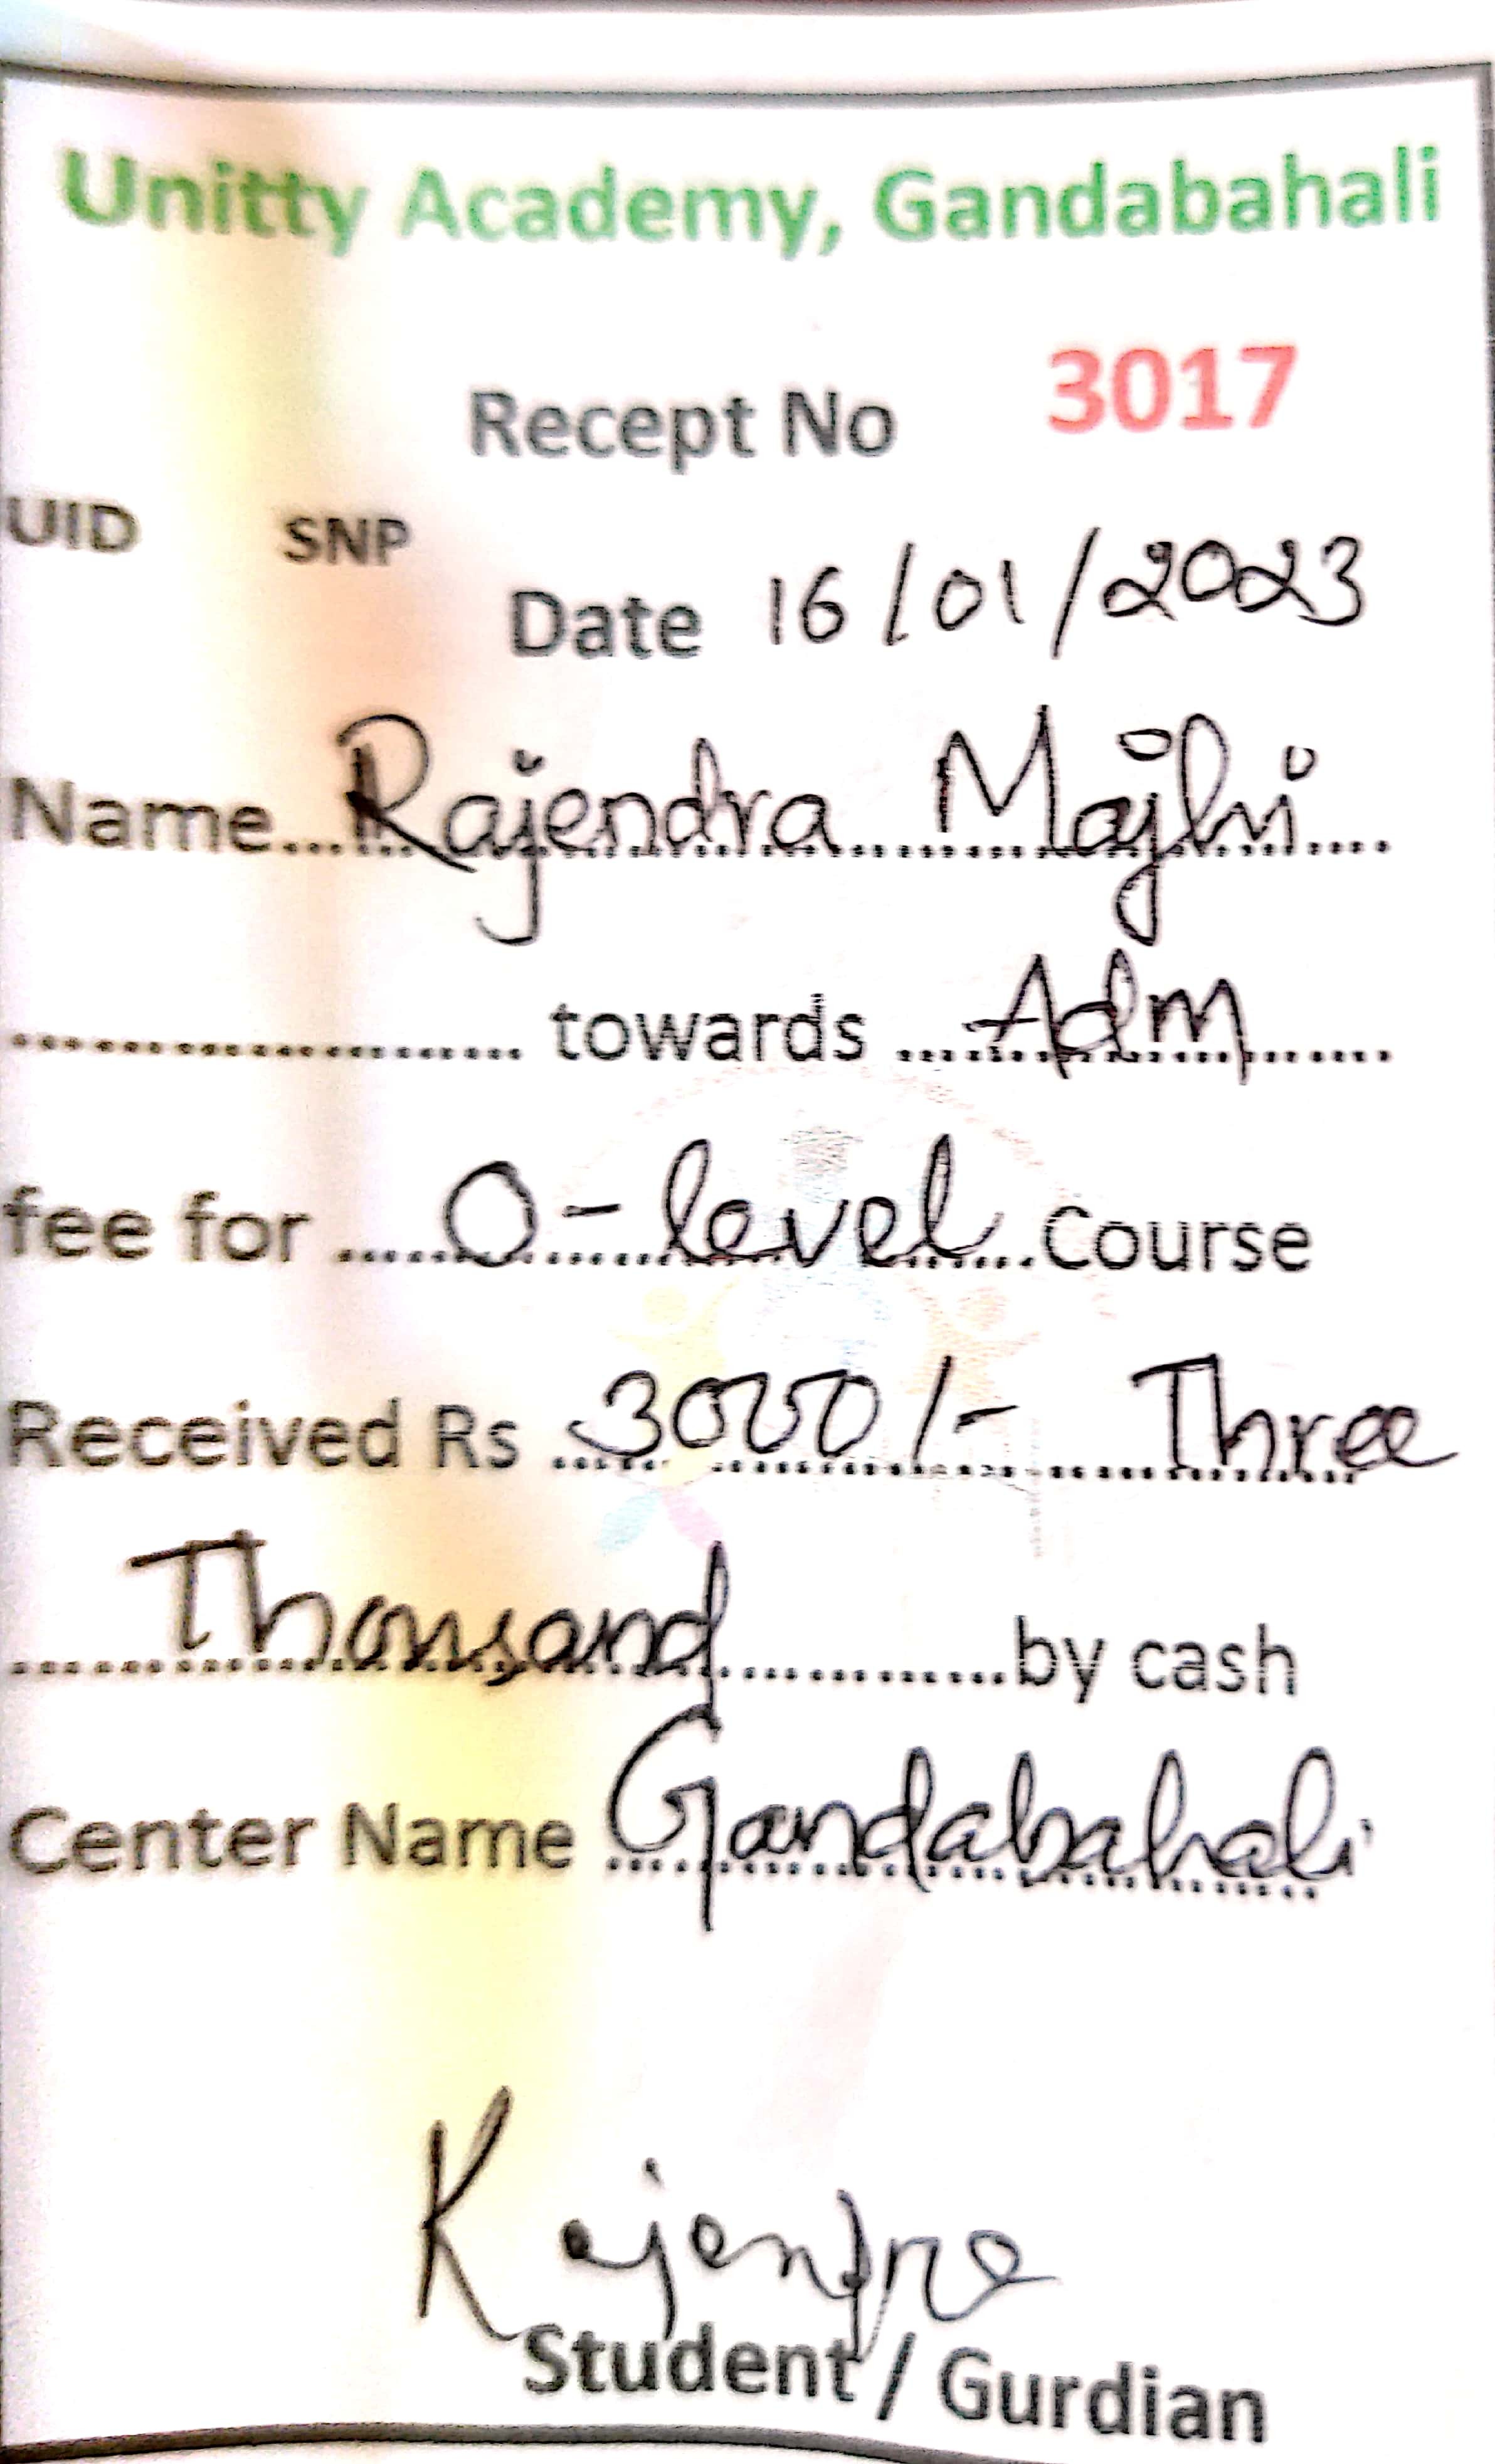 Unitty Academy, Gandabahali
Recept No 3017
UID SNP
Date 16/01/2023
Name....Rajendra Majhi....
........................ towards ....Adm........
fee for ....O-level....Course
Received Rs ....3000/- Three
....Thousand............by cash
Center Name ....Gandabahali
Rajendra
Student / Gurdian